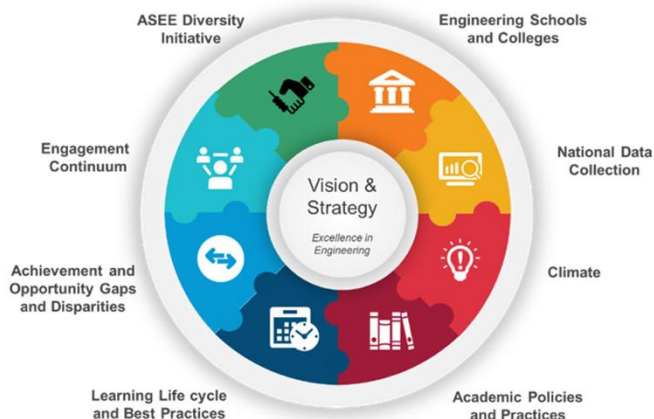 ASEE Diversity
Initiative
Engineering Schools
and Colleges
Engagement
Continuum
National Data
Collection
Vision &
Strategy
Excellence in
Engineering
Achievement and
Opportunity Gaps
and Disparities
Climate
Learning Life cycle
and Best Practices
Academic Policies
and Practices